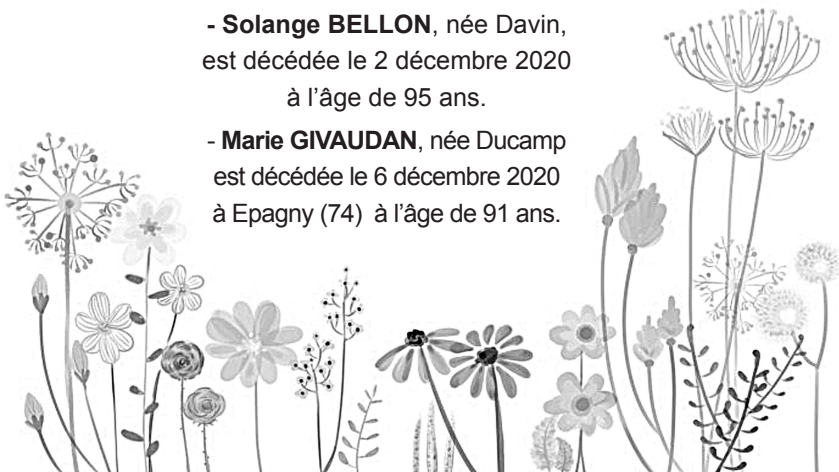 - Solange BELLON, née Davin,
est décédée le 2 décembre 2020
à l’âge de 95 ans.
- Marie GIVAUDAN, née Ducamp
est décédée le 6 décembre 2020
à Epagny (74) à l’âge de 91 ans.